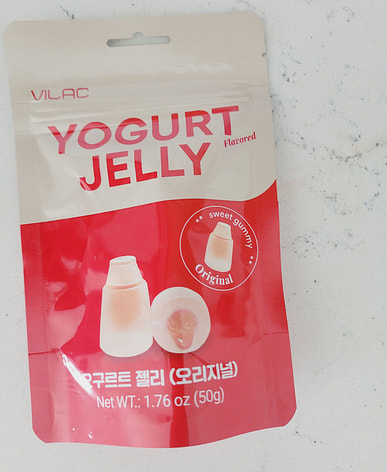 VILAC
YOGURT
Flavored
JELLY
sweet gummy
Original
요구르트 젤리 (오리지널)
Net WT.: 1.76 oz (50g)